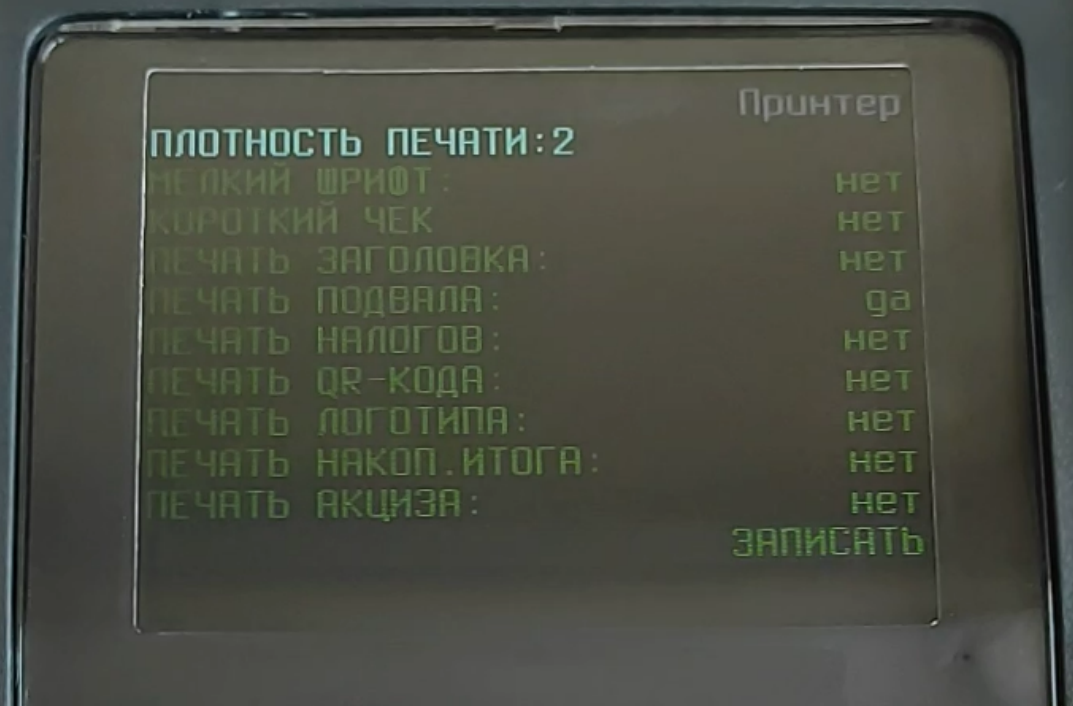 Принтер
ПЛОТНОСТЬ ПЕЧАТИ:2
МЕЛКИЙ ШРИФТ: нет
КОРОТКИЙ ЧЕК нет
ПЕЧАТЬ ЗАГОЛОВКА: нет
ПЕЧАТЬ ПОДВАЛА: да
ПЕЧАТЬ НАЛОГОВ: нет
ПЕЧАТЬ QR-КОДА: нет
ПЕЧАТЬ ЛОГОТИПА: нет
ПЕЧАТЬ НАКОП.ИТОГА: нет
ПЕЧАТЬ АКЦИЗА: нет
ЗАПИСАТЬ